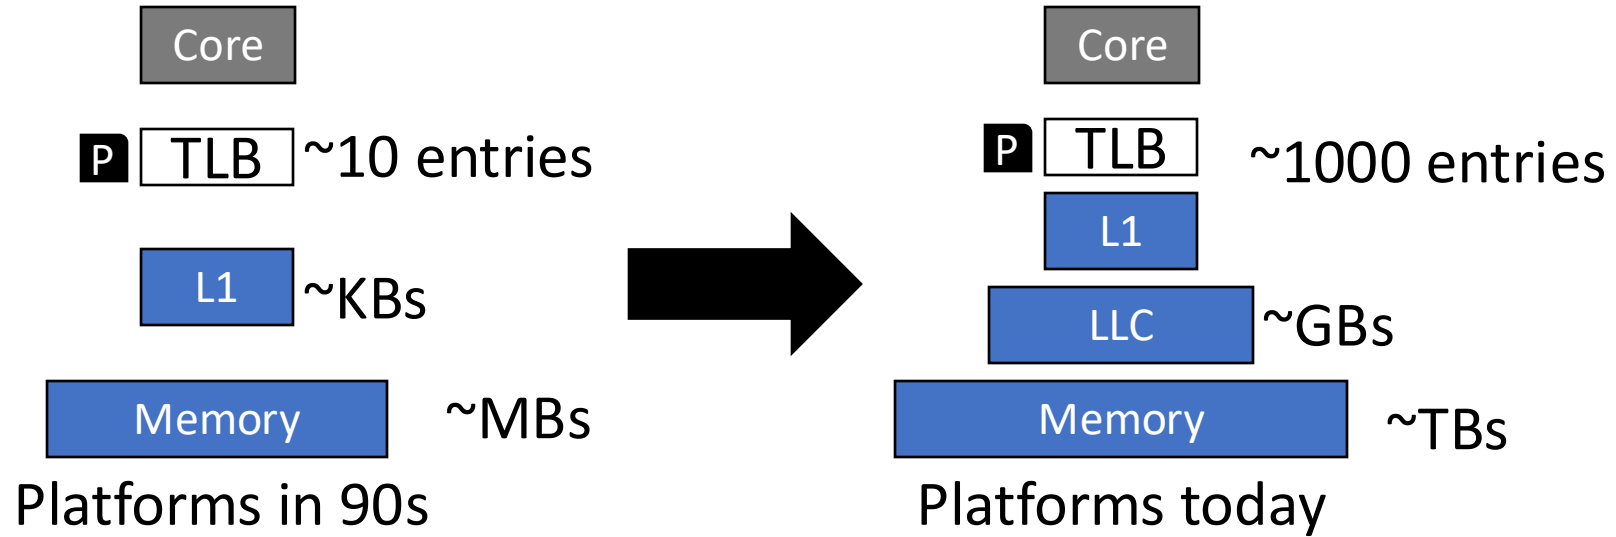 Core
P TLB ~10 entries
L1 ~KBs
Memory ~MBs
Platforms in 90s
Core
P TLB ~1000 entries
L1
LLC ~GBs
Memory ~TBs
Platforms today